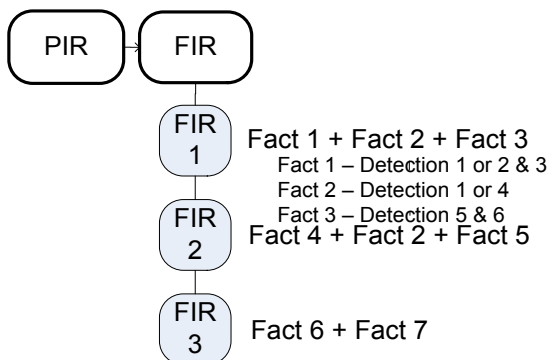 PIR
FIR
FIR
1
Fact 1 + Fact 2 + Fact 3
Fact 1 – Detection 1 or 2 & 3
Fact 2 – Detection 1 or 4
Fact 3 – Detection 5 & 6
FIR
2
Fact 4 + Fact 2 + Fact 5
FIR
3
Fact 6 + Fact 7